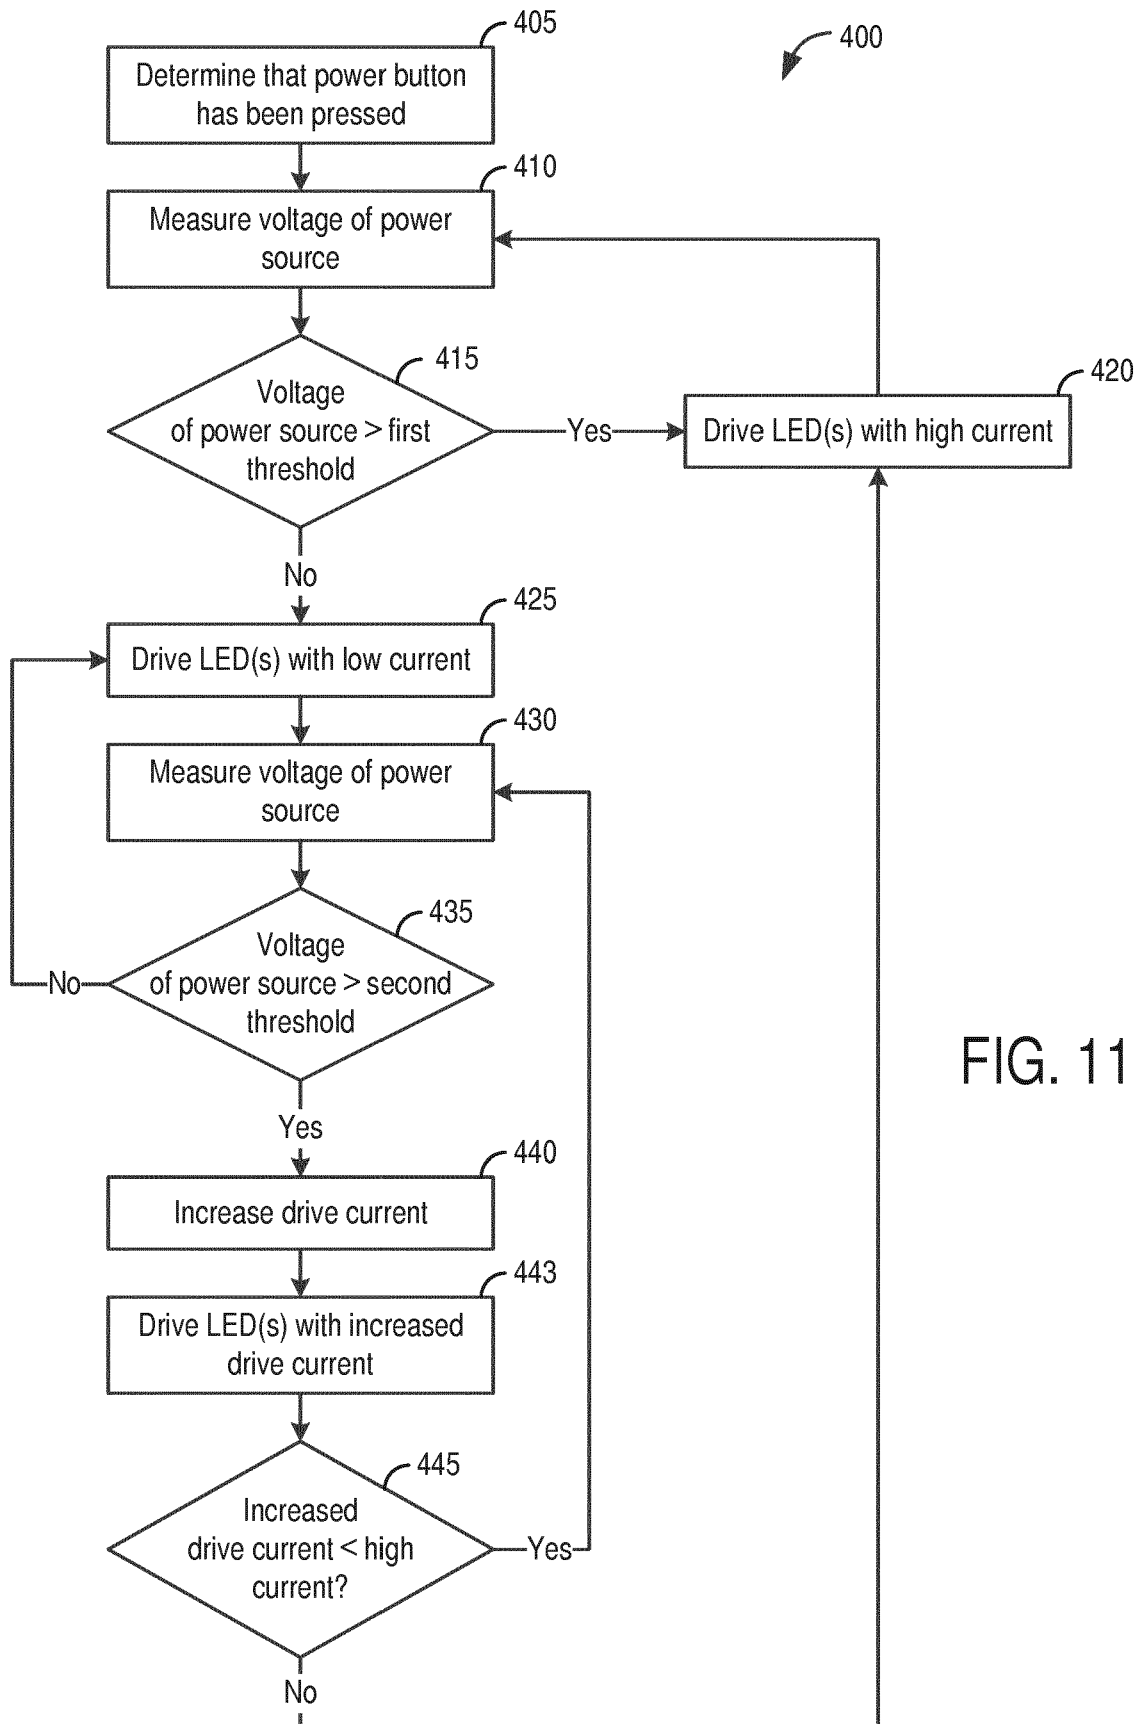 405
400
Determine that power button
has been pressed
410
Measure voltage of power
source
415
Voltage
of power source > first
threshold
Yes
420
Drive LED(s) with high current
No
425
Drive LED(s) with low current
430
Measure voltage of power
source
435
Voltage
of power source > second
threshold
No
FIG. 11
Yes
440
Increase drive current
443
Drive LED(s) with increased
drive current
445
Increased
drive current < high
current?
Yes
No